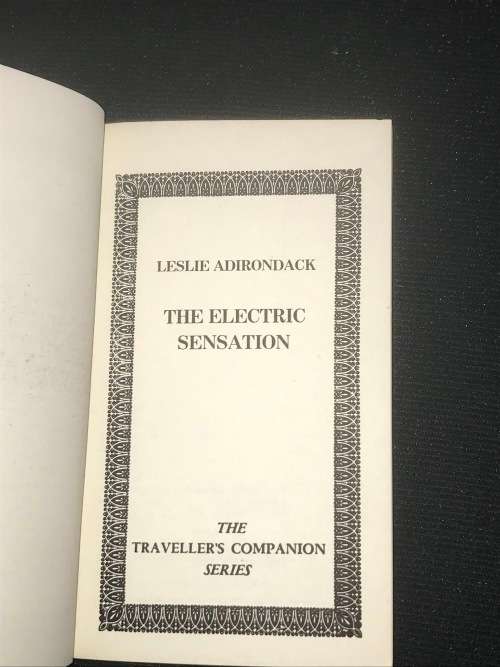 LESLIE ADIRONDACK
THE ELECTRIC
SENSATION
THE
TRAVELLER'S COMPANION
SERIES